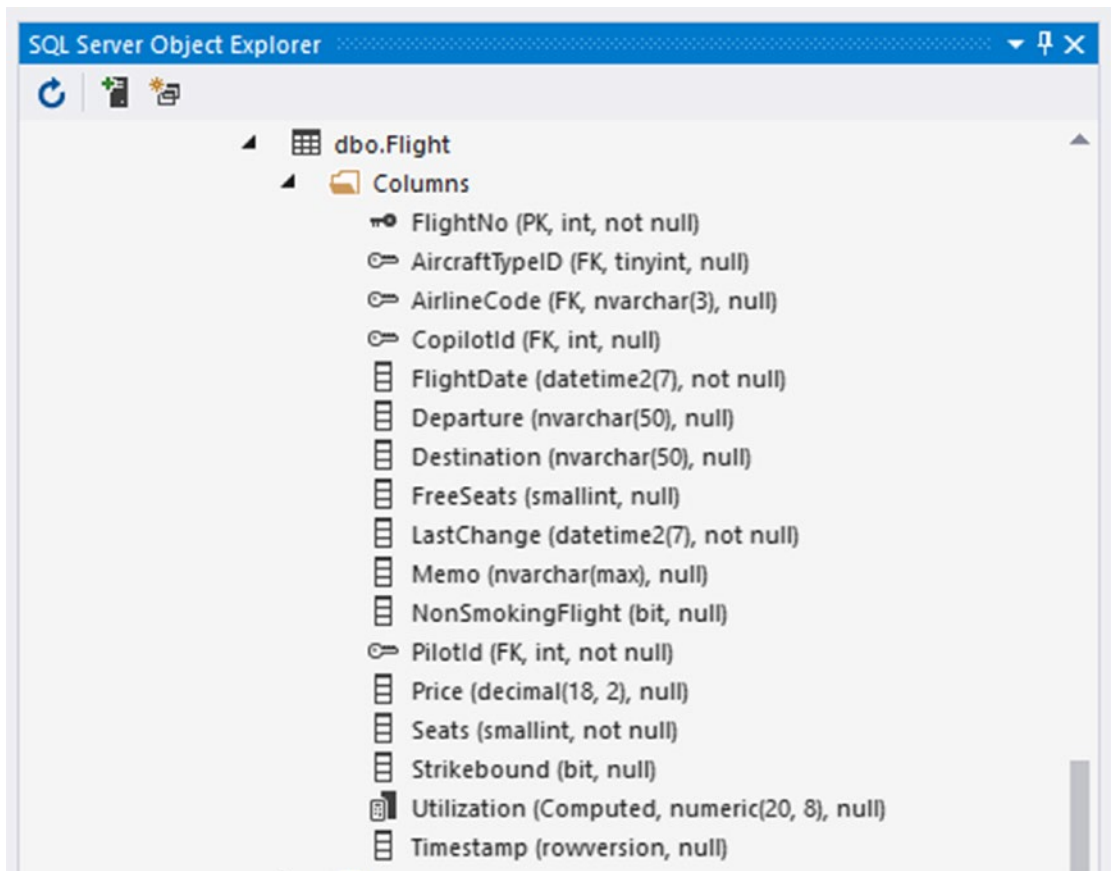 SQL Server Object Explorer
dbo.Flight
Columns
FlightNo (PK, int, not null)
AircraftTypeID (FK, tinyint, null)
AirlineCode (FK, nvarchar(3), null)
CopilotId (FK, int, null)
FlightDate (datetime2(7), not null)
Departure (nvarchar(50), null)
Destination (nvarchar(50), null)
FreeSeats (smallint, null)
LastChange (datetime2(7), not null)
Memo (nvarchar(max), null)
NonSmokingFlight (bit, null)
PilotId (FK, int, not null)
Price (decimal(18, 2), null)
Seats (smallint, not null)
Strikebound (bit, null)
Utilization (Computed, numeric(20, 8), null)
Timestamp (rowversion, null)